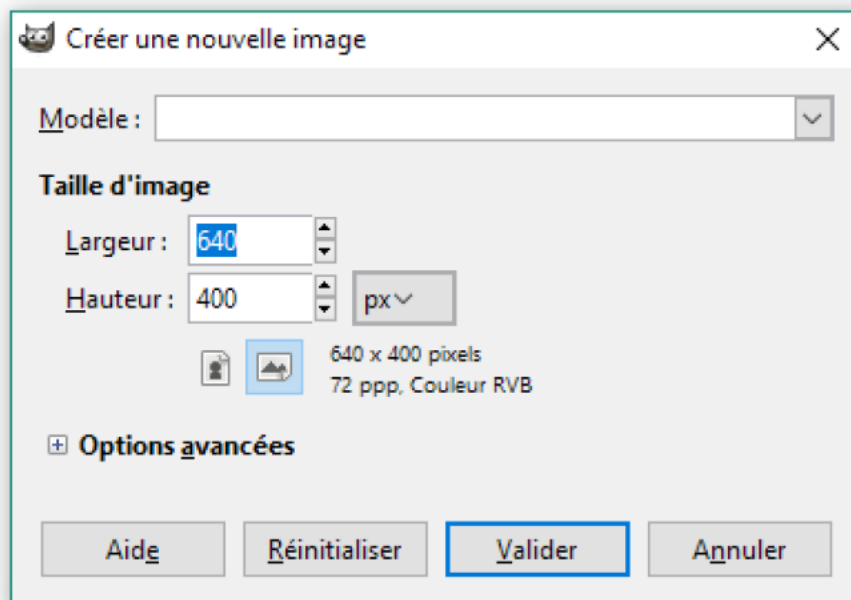 Créer une nouvelle image
Modèle :
Taille d'image
Largeur : 640
Hauteur : 400 px
640 x 400 pixels
72 ppp, Couleur RVB
Options avancées
Aide Réinitialiser Valider Annuler